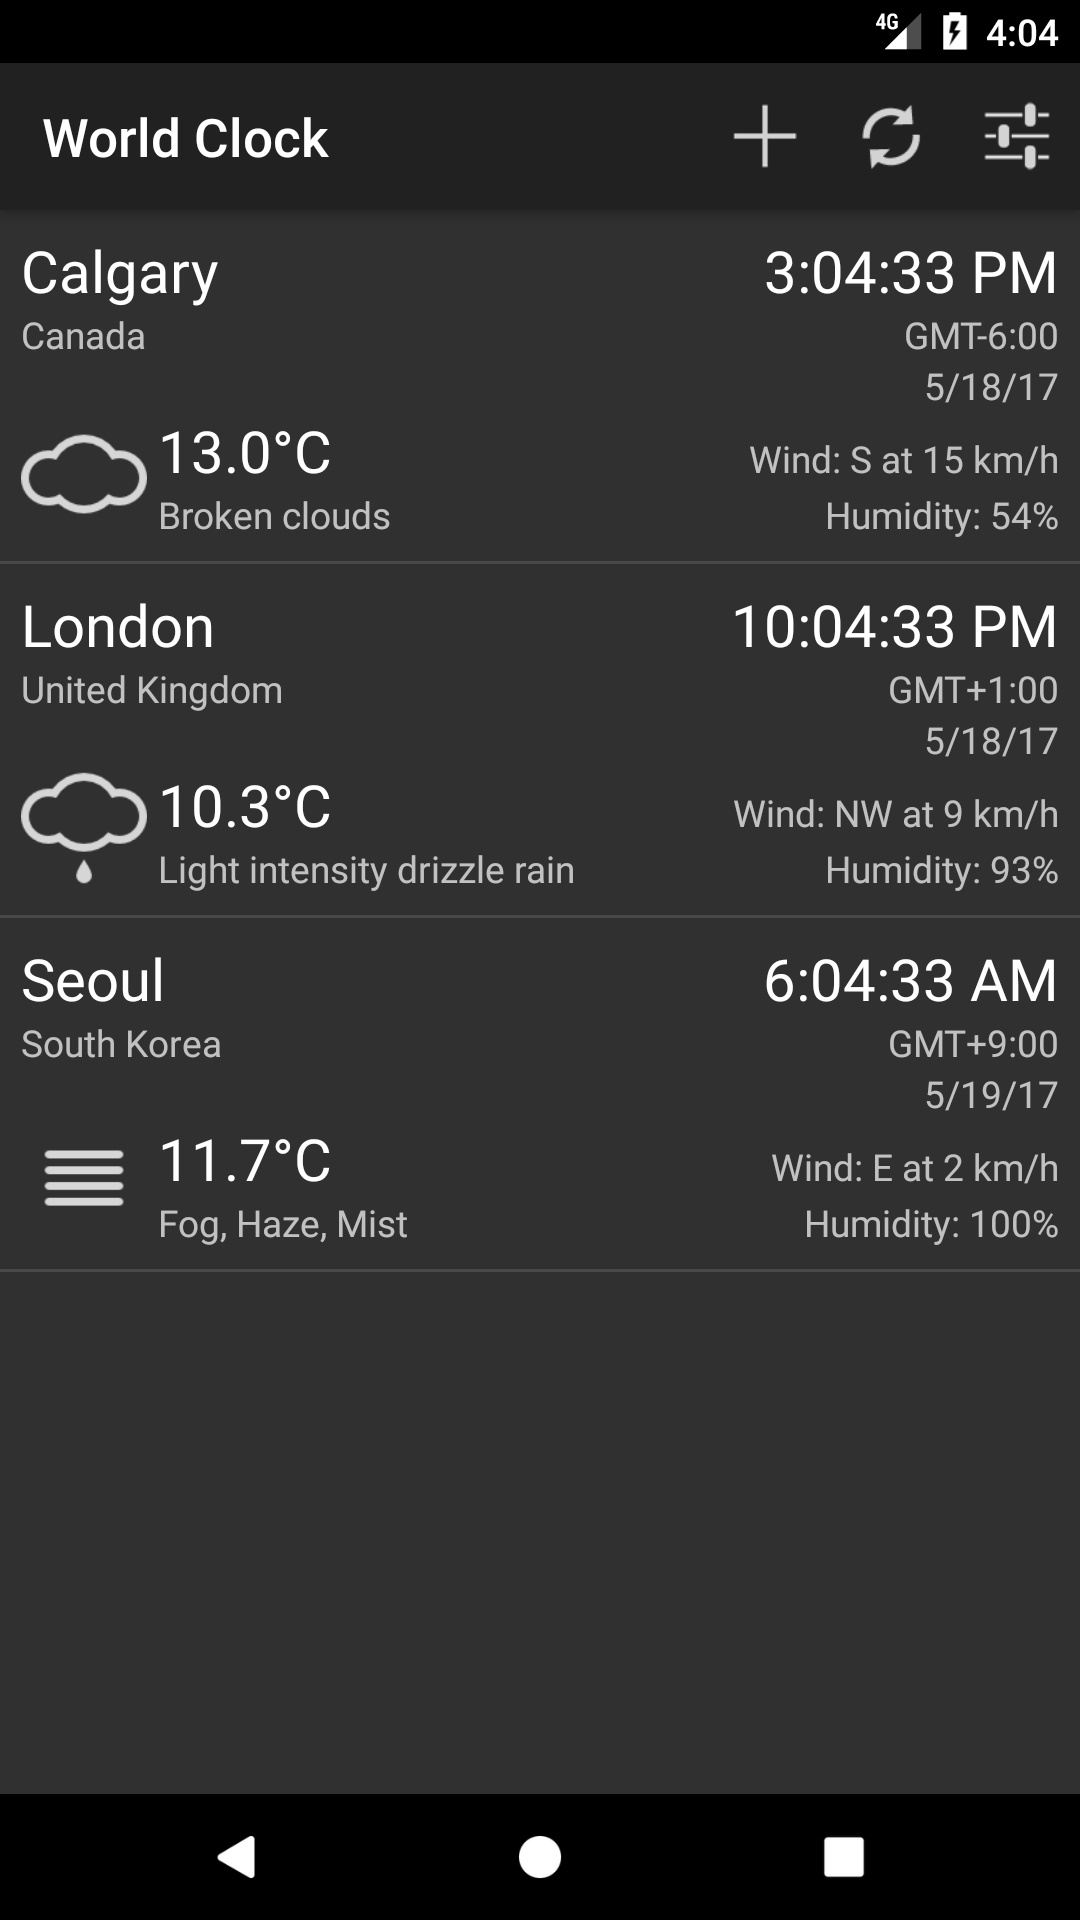 4G 4:04
World Clock
Calgary 3:04:33 PM
Canada GMT-6:00
5/18/17
13.0°C Wind: S at 15 km/h
Broken clouds Humidity: 54%
London 10:04:33 PM
United Kingdom GMT+1:00
5/18/17
10.3°C Wind: NW at 9 km/h
Light intensity drizzle rain Humidity: 93%
Seoul 6:04:33 AM
South Korea GMT+9:00
5/19/17
11.7°C Wind: E at 2 km/h
Fog, Haze, Mist Humidity: 100%